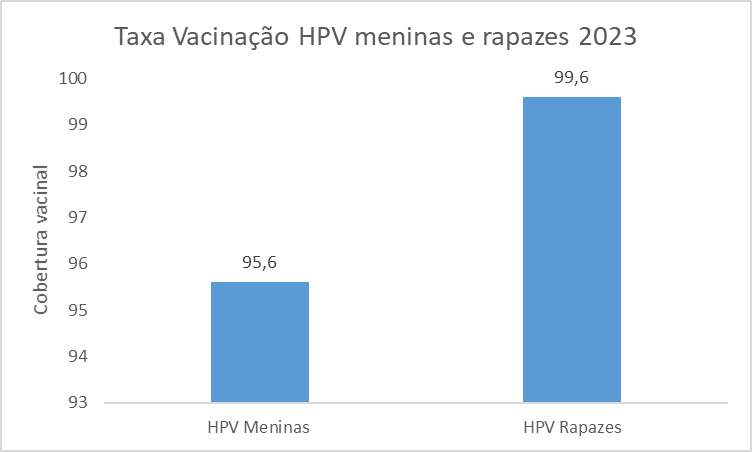 Taxa Vacinação HPV meninas e rapazes 2023
Cobertura vacinal
100
99
98
97
96
95
94
93
95,6
99,6
HPV Meninas
HPV Rapazes